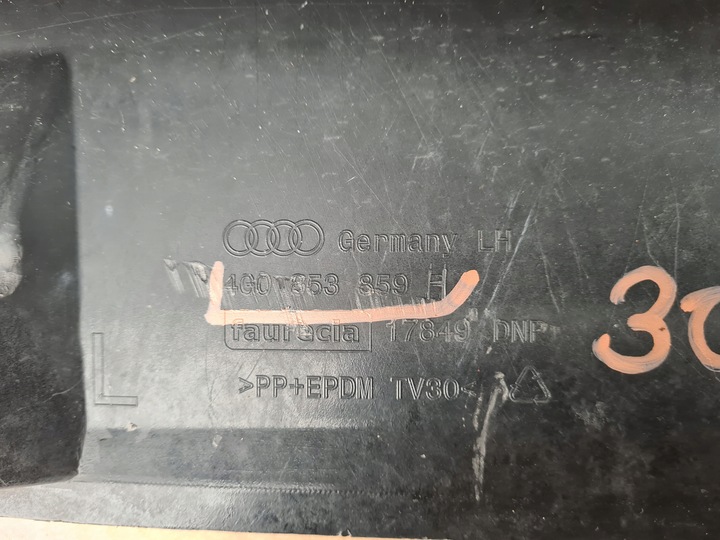 Germany LH
4G0 853 859 H
faurecia 17849 DNP
30
L
>PP+EPDM TV30<